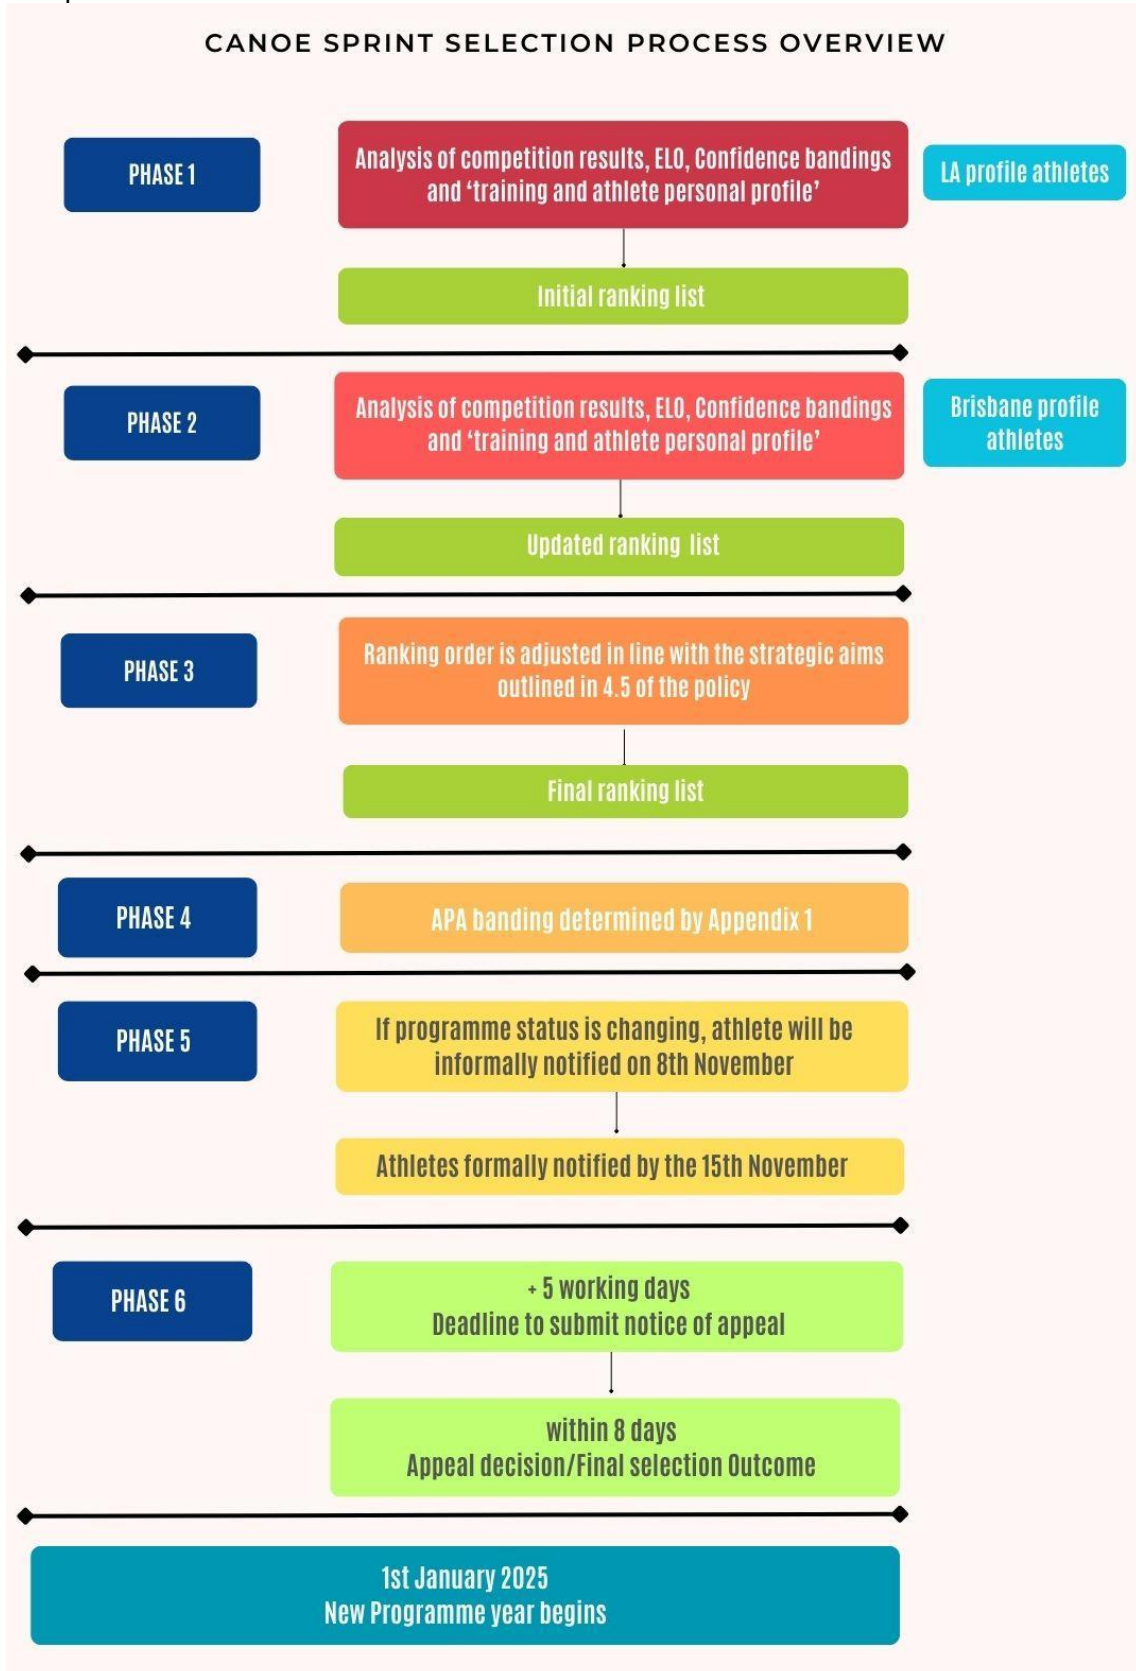 CANOE SPRINT SELECTION PROCESS OVERVIEW
PHASE 1
Analysis of competition results, ELO, Confidence bandings
and ‘training and athlete personal profile’
LA profile athletes
Initial ranking list
PHASE 2
Analysis of competition results, ELO, Confidence bandings
and ‘training and athlete personal profile’
Brisbane profile
athletes
Updated ranking list
PHASE 3
Ranking order is adjusted in line with the strategic aims
outlined in 4.5 of the policy
Final ranking list
PHASE 4
APA banding determined by Appendix 1
PHASE 5
If programme status is changing, athlete will be
informally notified on 8th November
Athletes formally notified by the 15th November
PHASE 6
+ 5 working days
Deadline to submit notice of appeal
within 8 days
Appeal decision/Final selection Outcome
1st January 2025
New Programme year begins